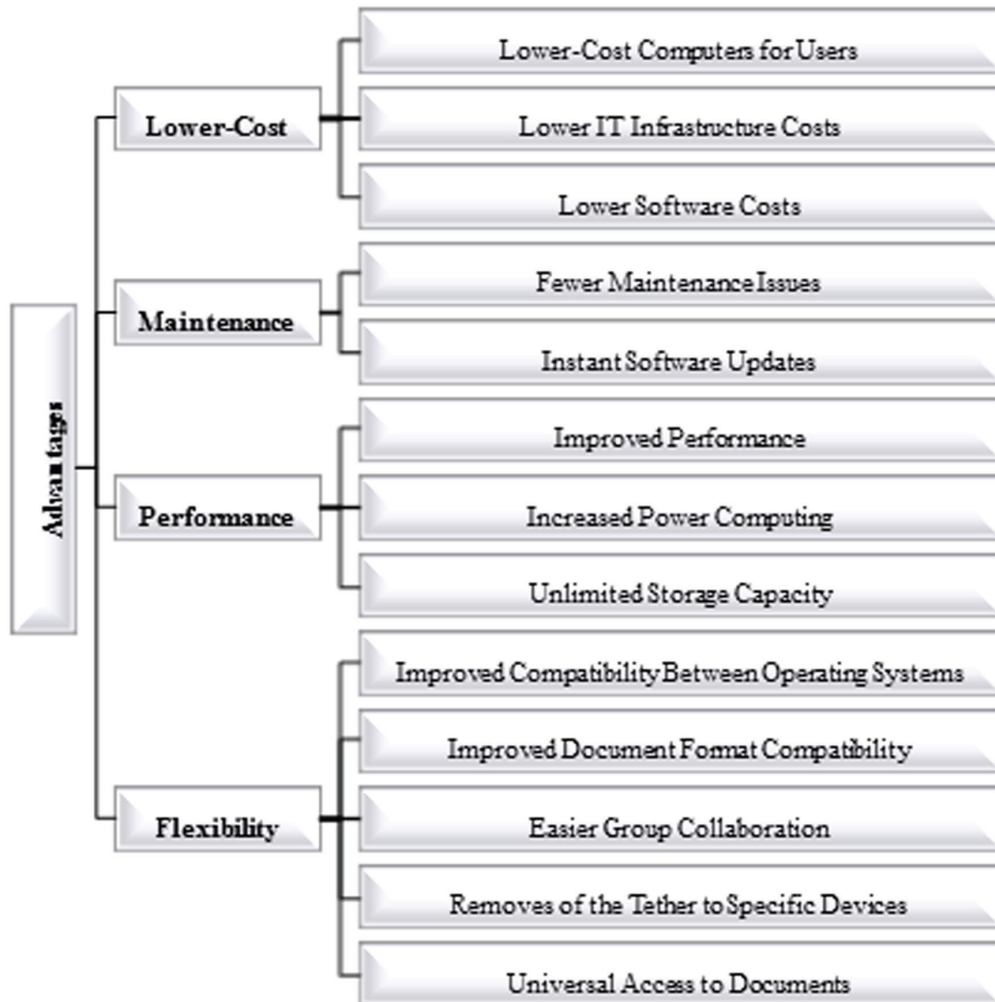 Advantages
Lower-Cost
Lower-Cost Computers for Users
Lower IT Infrastructure Costs
Lower Software Costs
Maintenance
Fewer Maintenance Issues
Instant Software Updates
Performance
Improved Performance
Increased Power Computing
Unlimited Storage Capacity
Flexibility
Improved Compatibility Between Operating Systems
Improved Document Format Compatibility
Easier Group Collaboration
Removes of the Tether to Specific Devices
Universal Access to Documents